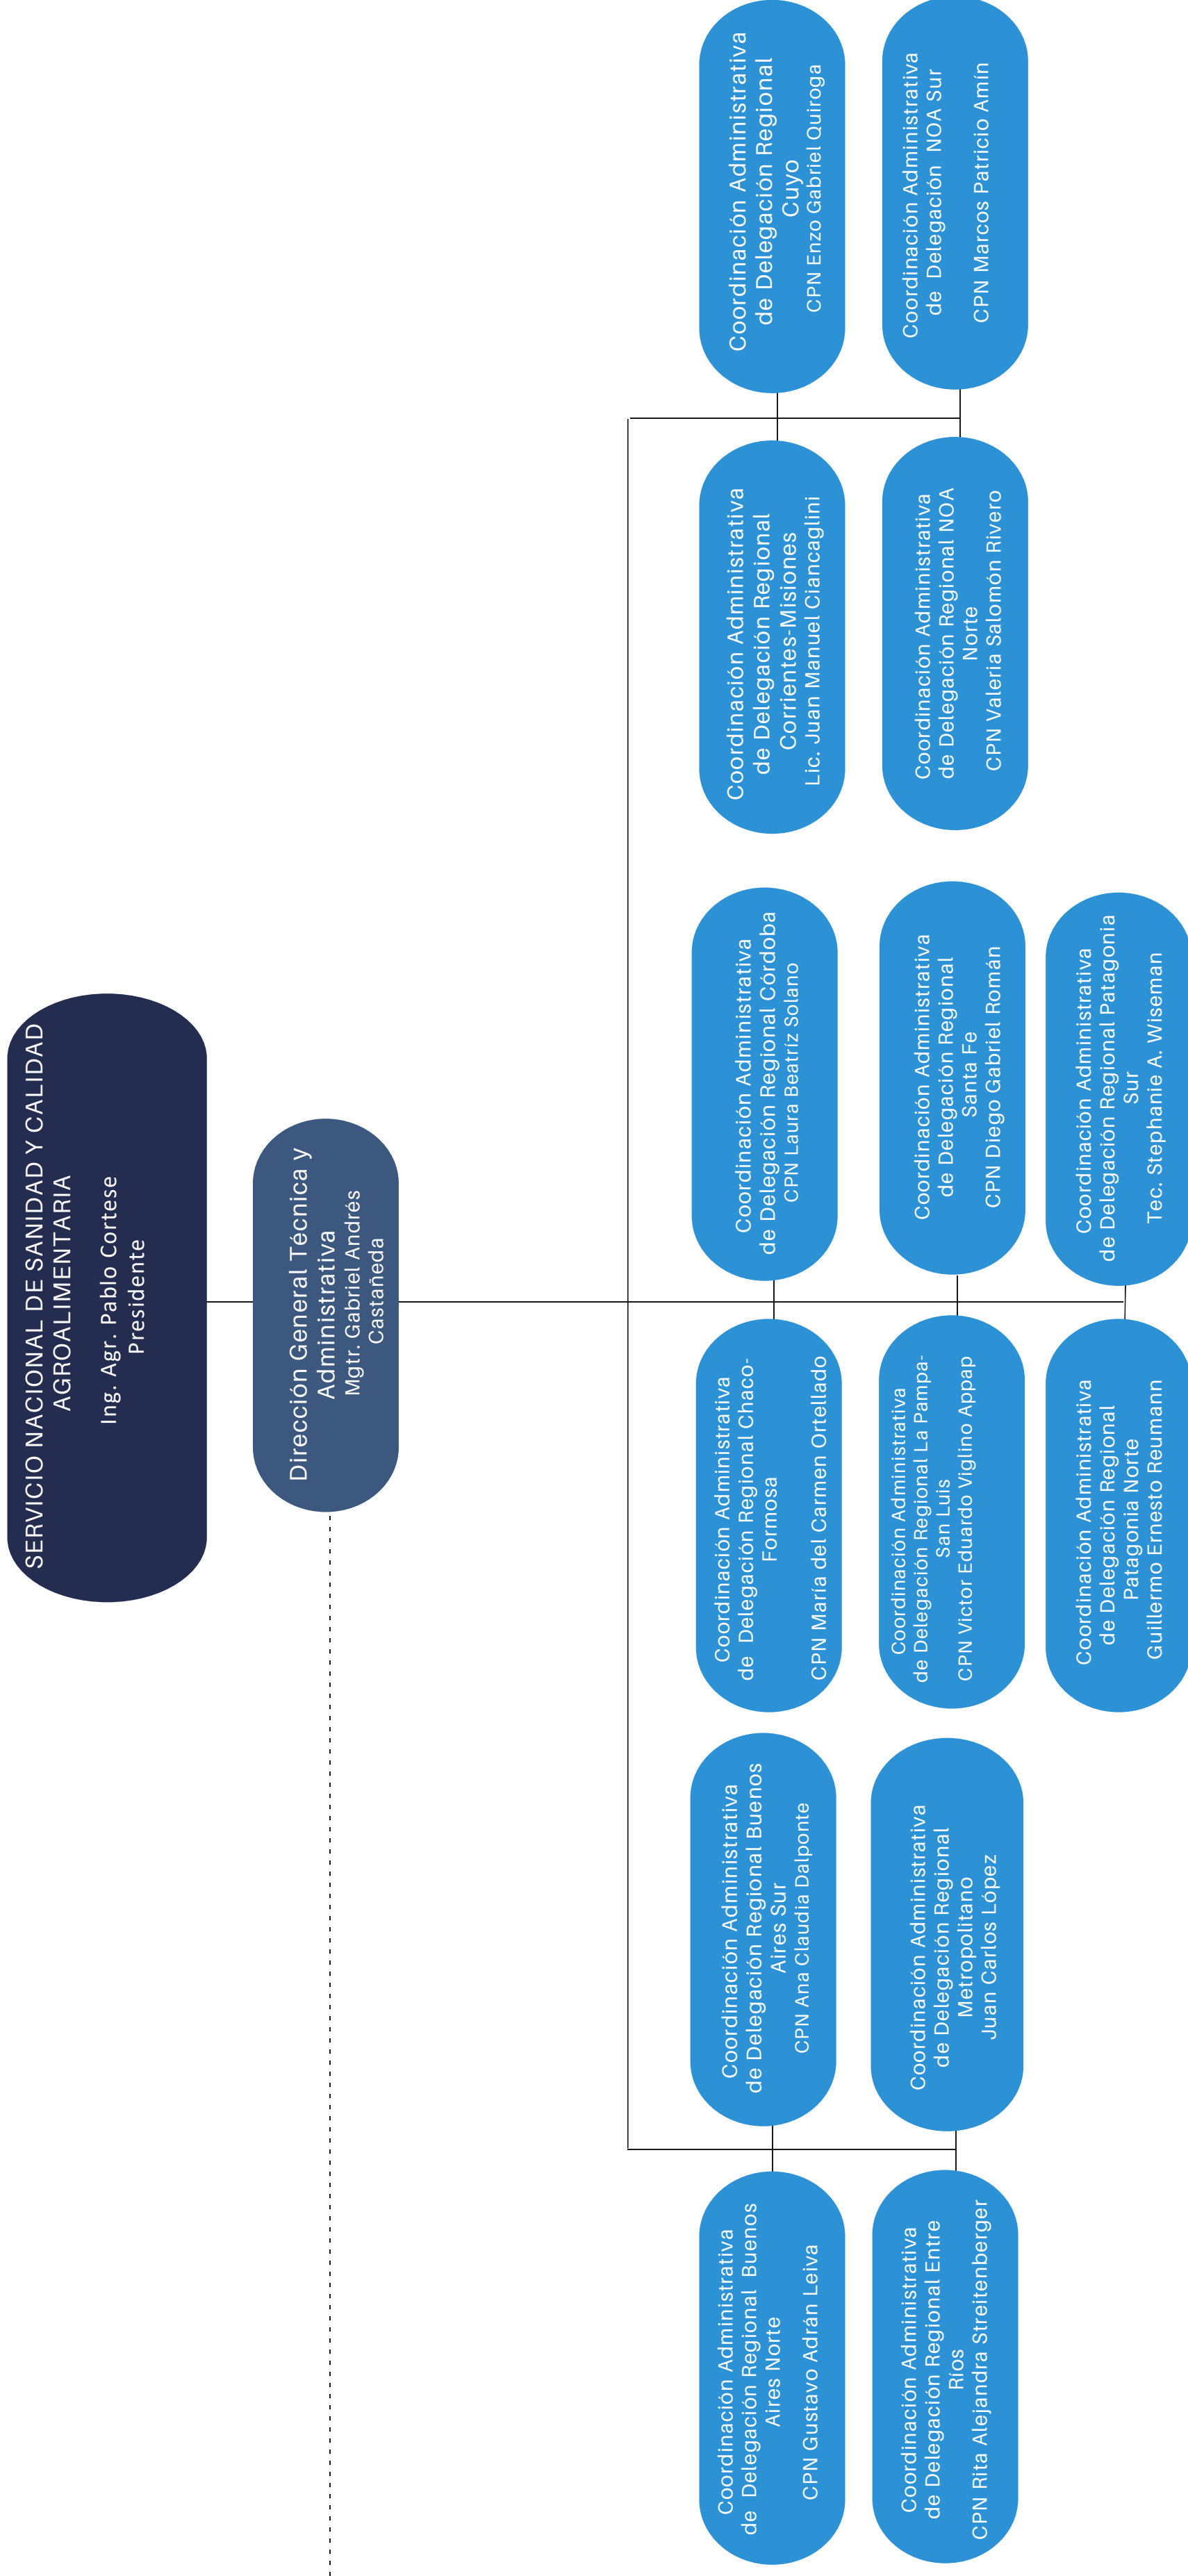 SERVICIO NACIONAL DE SANIDAD Y CALIDAD
AGROALIMENTARIA
Ing. Agr. Pablo Cortese
Presidente
Dirección General Técnica y
Administrativa
Mgtr. Gabriel Andrés
Castañeda
Coordinación Administrativa
de Delegación Regional Buenos
Aires Norte
CPN Gustavo Adrán Leiva
Coordinación Administrativa
de Delegación Regional Buenos
Aires Sur
CPN Ana Claudia Dalponte
Coordinación Administrativa
de Delegación Regional Chaco-
Formosa
CPN María del Carmen Ortellado
Coordinación Administrativa
de Delegación Regional Córdoba
CPN Laura Beatríz Solano
Coordinación Administrativa
de Delegación Regional
Corrientes-Misiones
Lic. Juan Manuel Ciancaglini
Coordinación Administrativa
de Delegación Regional
Cuyo
CPN Enzo Gabriel Quiroga
Coordinación Administrativa
de Delegación Regional Entre
Ríos
CPN Rita Alejandra Streitenberger
Coordinación Administrativa
de Delegación Regional
Metropolitano
Juan Carlos López
Coordinación Administrativa
de Delegación Regional La Pampa-
San Luis
CPN Victor Eduardo Viglino Appap
Coordinación Administrativa
de Delegación Regional
Santa Fe
CPN Diego Gabriel Román
Coordinación Administrativa
de Delegación Regional NOA
Norte
CPN Valeria Salomón Rivero
Coordinación Administrativa
de Delegación NOA Sur
CPN Marcos Patricio Amín
Coordinación Administrativa
de Delegación Regional
Patagonia Norte
Guillermo Ernesto Reumann
Coordinación Administrativa
de Delegación Regional Patagonia
Sur
Tec. Stephanie A. Wiseman